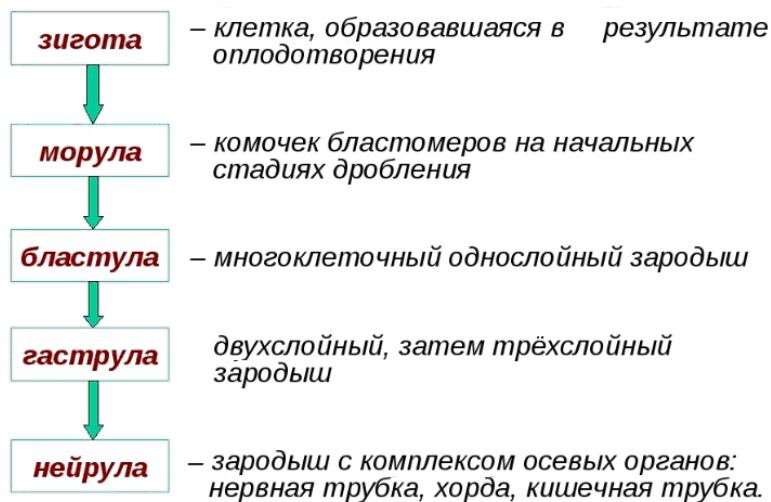 зигота
– клетка, образовавшаяся в результате
оплодотворения
морула
– комочек бластомеров на начальных
стадиях дробления
бластула
– многоклеточный однослойный зародыш
гаструла
двухслойный, затем трёхслойный
зародыш
нейрула
– зародыш с комплексом осевых органов:
нервная трубка, хорда, кишечная трубка.